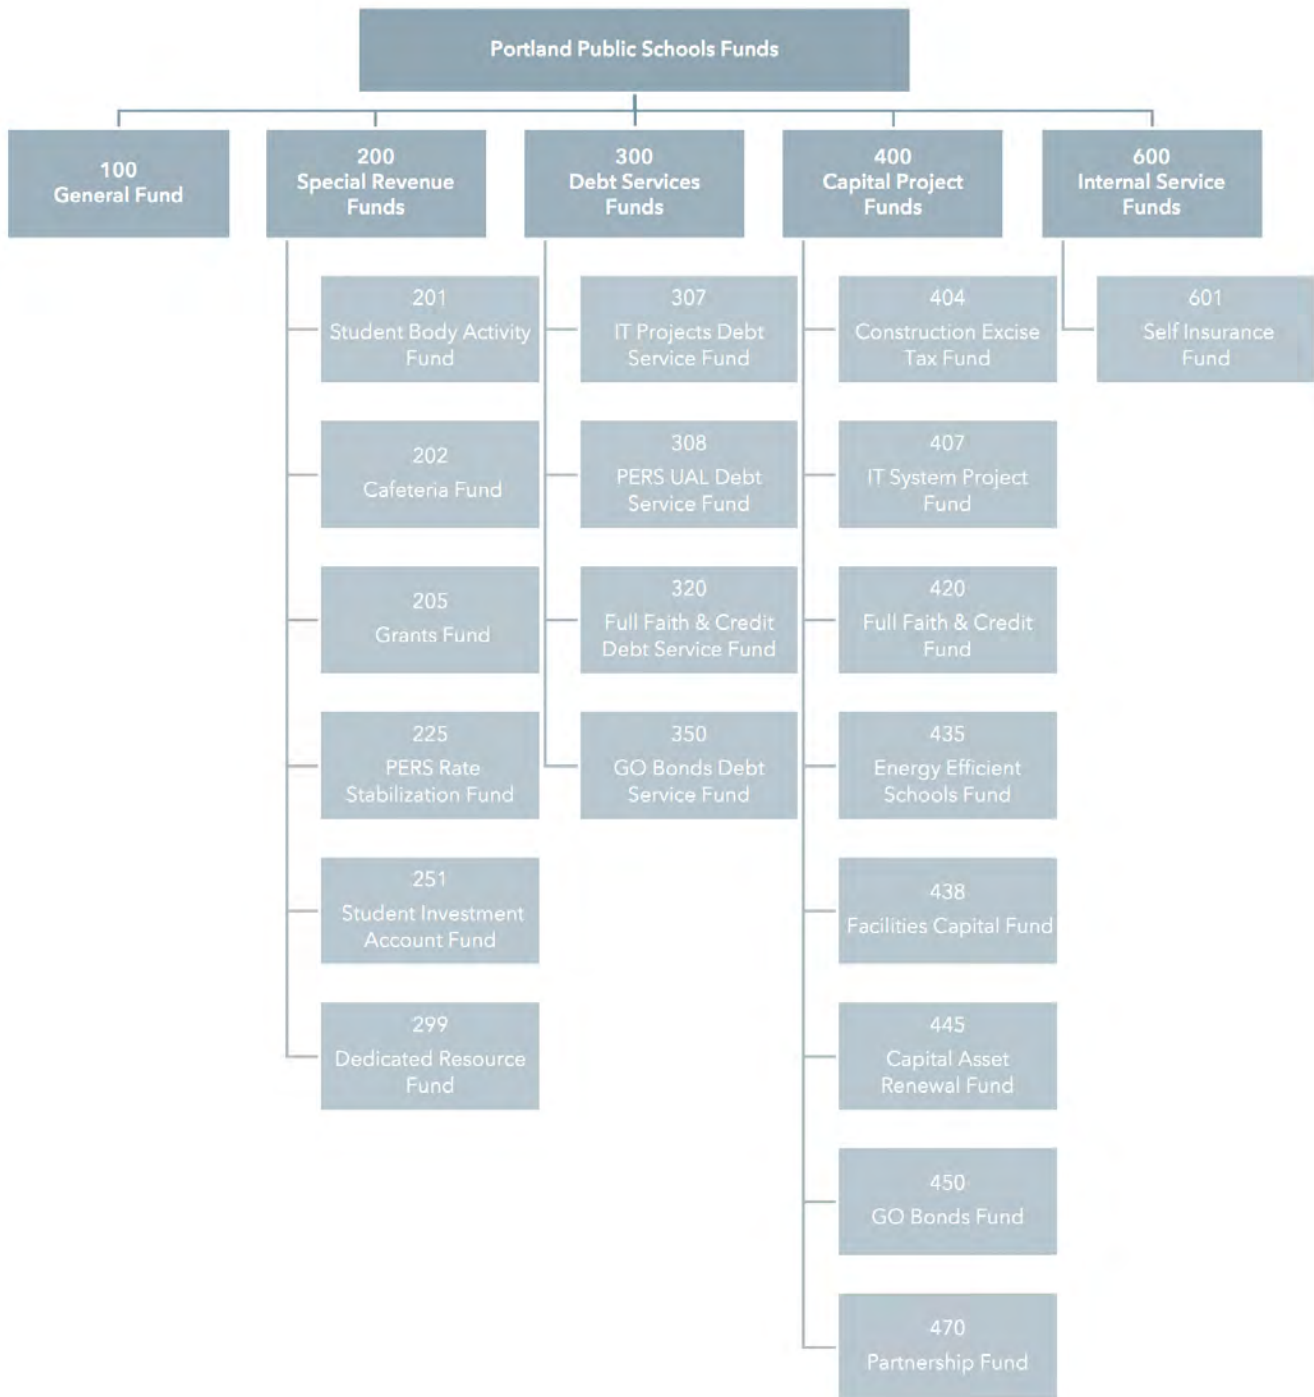 Portland Public Schools Funds
100
General Fund
200
Special Revenue
Funds
300
Debt Services
Funds
400
Capital Project
Funds
600
Internal Service
Funds
201
Student Body Activity
Fund
202
Cafeteria Fund
205
Grants Fund
225
PERS Rate
Stabilization Fund
251
Student Investment
Account Fund
299
Dedicated Resource
Fund
307
IT Projects Debt
Service Fund
308
PERS UAL Debt
Service Fund
320
Full Faith & Credit
Debt Service Fund
350
GO Bonds Debt
Service Fund
404
Construction Excise
Tax Fund
407
IT System Project
Fund
420
Full Faith & Credit
Fund
435
Energy Efficient
Schools Fund
438
Facilities Capital Fund
445
Capital Asset
Renewal Fund
450
GO Bonds Fund
470
Partnership Fund
601
Self Insurance
Fund